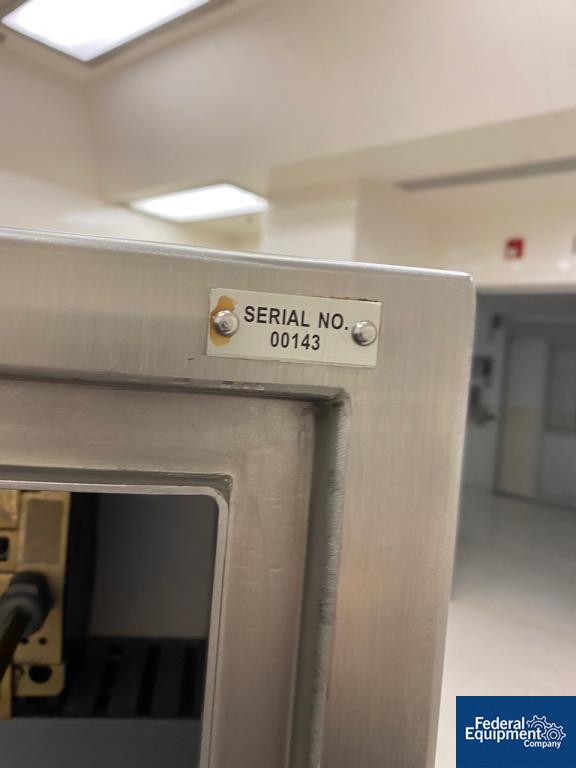 SERIAL NO.
00143
Federal
Equipment
Company